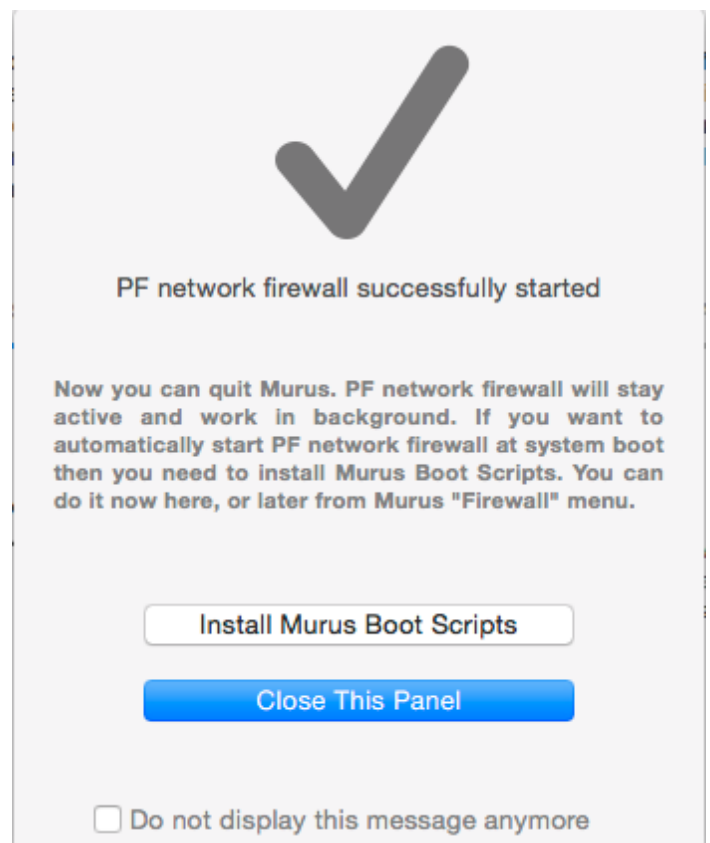 PF network firewall successfully started
Now you can quit Murus. PF network firewall will stay
active and work in background. If you want to
automatically start PF network firewall at system boot
then you need to install Murus Boot Scripts. You can
do it now here, or later from Murus "Firewall" menu.
Install Murus Boot Scripts
Close This Panel
Do not display this message anymore